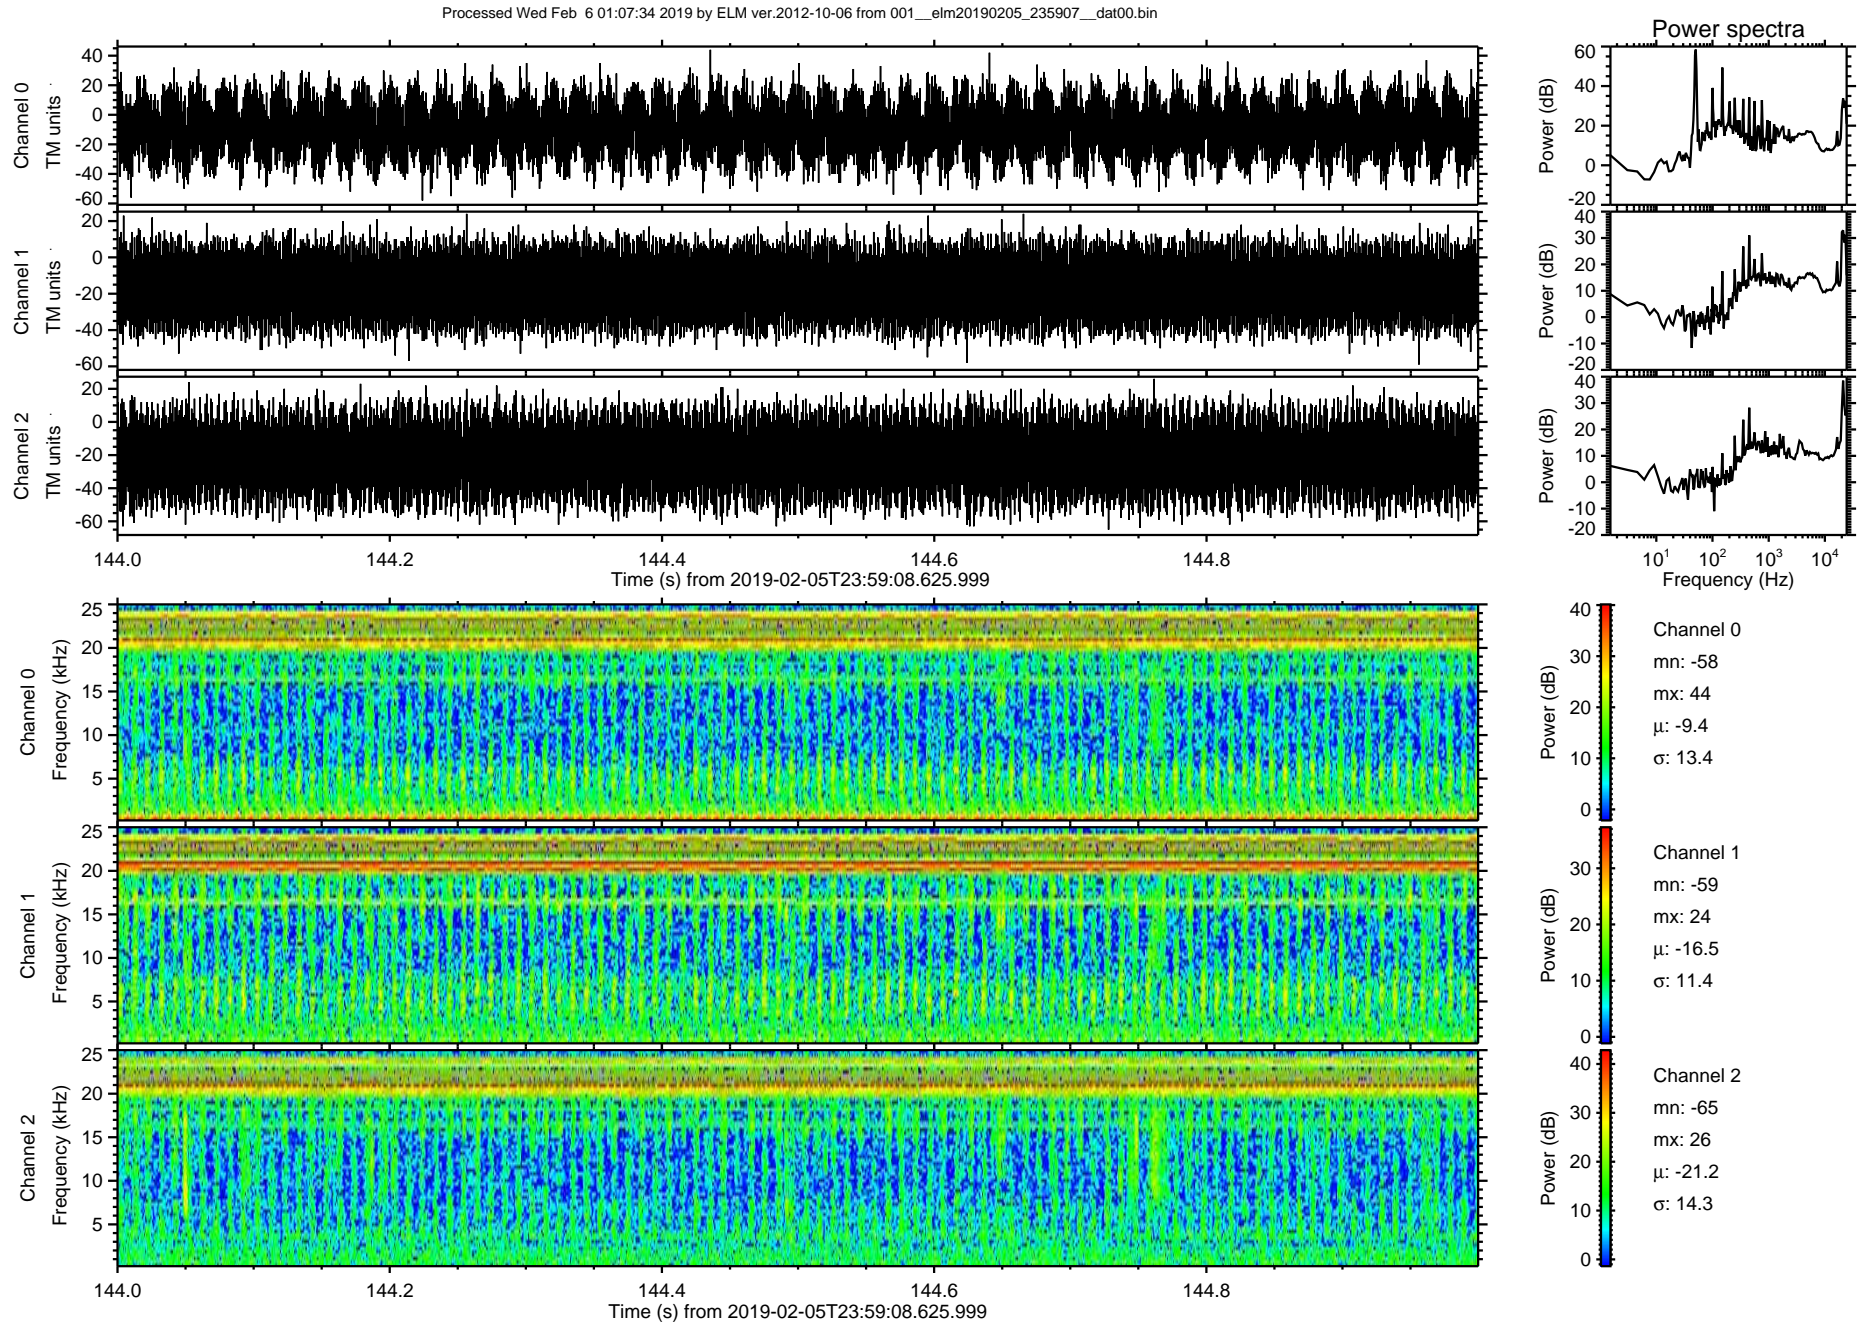 Processed Wed Feb  6 01:07:34 2019 by ELM ver.2012-10-06 from 001__elm20190205_235907__dat00.bin
Power spectra
Channel 0
TM units
40
20
0
-20
-40
-60
Power (dB)
60
40
20
0
-20
Channel 1
TM units
20
0
-20
-40
-60
Power (dB)
40
30
20
10
0
-10
-20
Channel 2
TM units
20
0
-20
-40
-60
Power (dB)
40
30
20
10
0
-10
-20
144.0 144.2 144.4 144.6 144.8
Time (s) from 2019-02-05T23:59:08.625.999
10¹ 10² 10³ 10⁴
Frequency (Hz)
Channel 0
Frequency (kHz)
25
20
15
10
5
Power (dB)
40
30
20
10
0
Channel 0
mn: -58
mx: 44
μ: -9.4
σ: 13.4
Channel 1
Frequency (kHz)
25
20
15
10
5
Power (dB)
30
20
10
0
Channel 1
mn: -59
mx: 24
μ: -16.5
σ: 11.4
Channel 2
Frequency (kHz)
25
20
15
10
5
Power (dB)
40
30
20
10
0
Channel 2
mn: -65
mx: 26
μ: -21.2
σ: 14.3
144.0 144.2 144.4 144.6 144.8
Time (s) from 2019-02-05T23:59:08.625.999